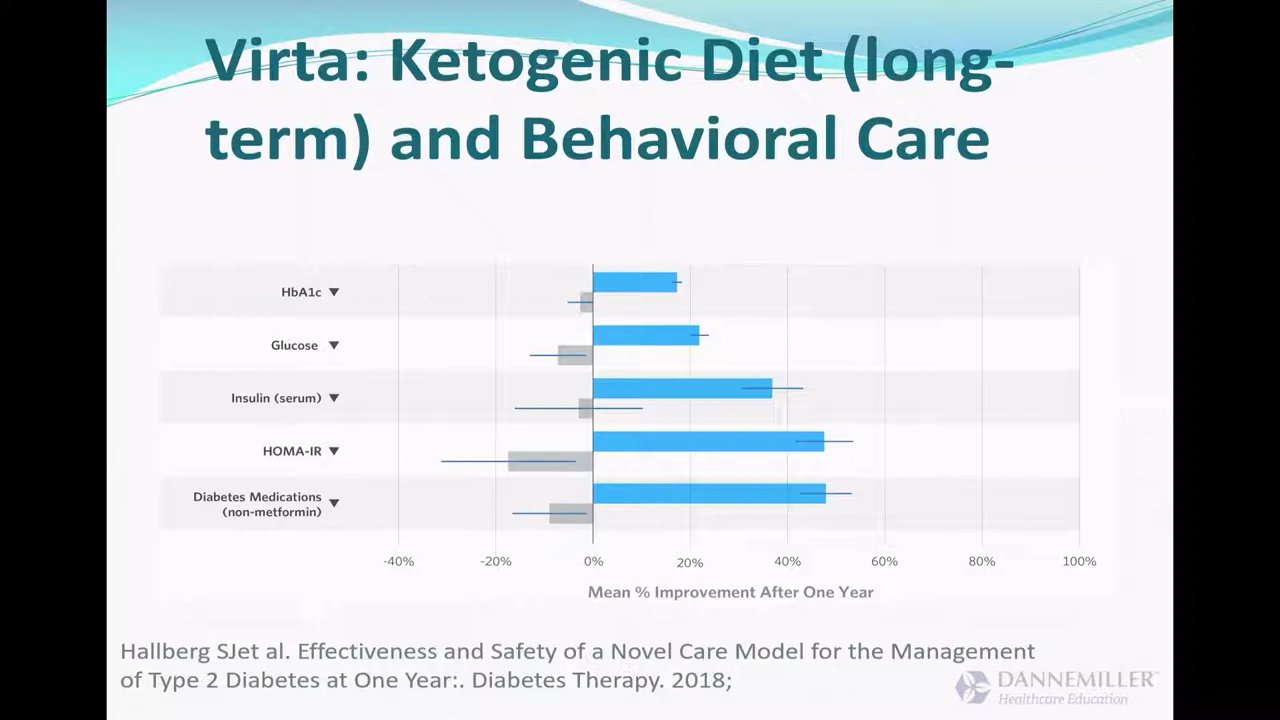 Virta: Ketogenic Diet (long-
term) and Behavioral Care
HbA1c ▼
Glucose ▼
Insulin (serum) ▼
HOMA-IR ▼
Diabetes Medications ▼
(non-metformin)
-40% -20% 0% 20% 40% 60% 80% 100%
Mean % Improvement After One Year
Hallberg SJet al. Effectiveness and Safety of a Novel Care Model for the Management
of Type 2 Diabetes at One Year:. Diabetes Therapy. 2018;
DANNEMILLER
Healthcare Education